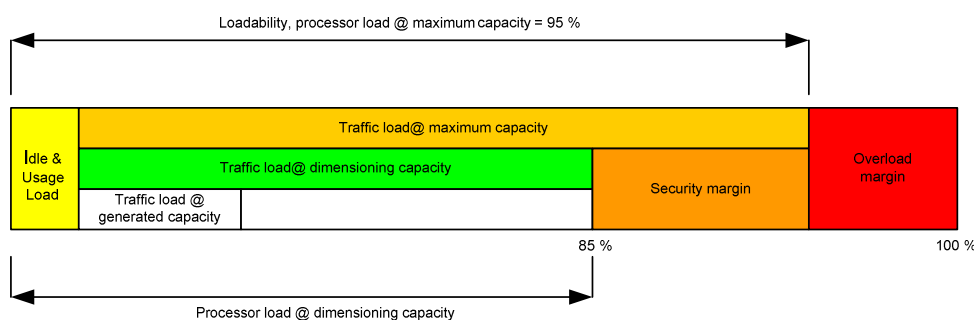 Loadability, processor load @ maximum capacity = 95 %
Idle &
Usage
Load
Traffic load@ maximum capacity
Traffic load@ dimensioning capacity
Traffic load @
generated capacity
Security margin
Overload
margin
85 %
100 %
Processor load @ dimensioning capacity